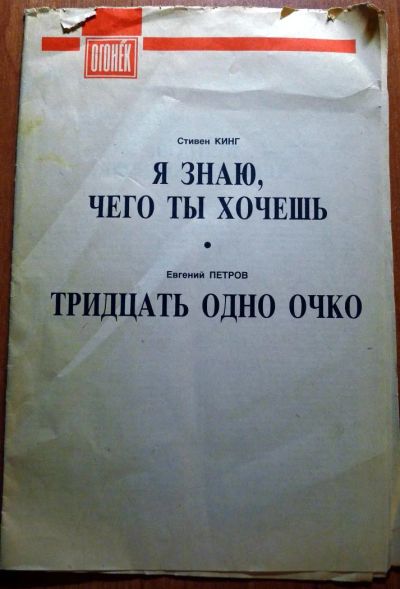 ОГОНЁК
Стивен КИНГ
Я ЗНАЮ,
ЧЕГО ТЫ ХОЧЕШЬ
•
Евгений ПЕТРОВ
ТРИДЦАТЬ ОДНО ОЧКО